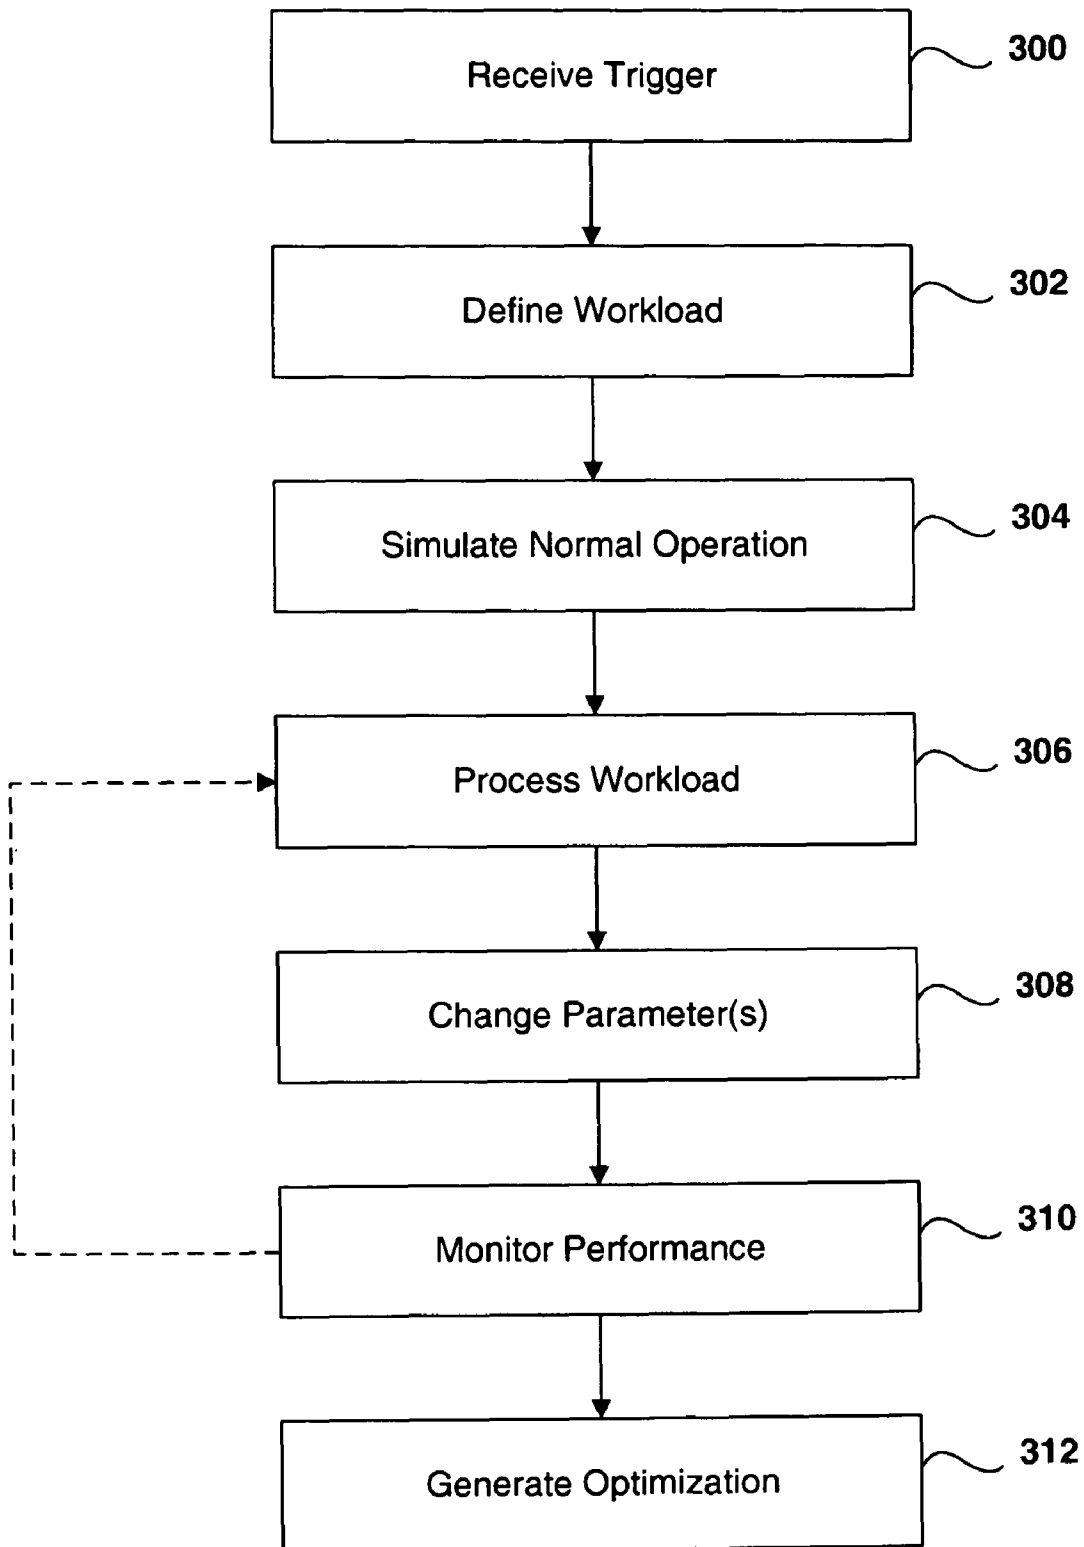 Receive Trigger
300
Define Workload
302
Simulate Normal Operation
304
Process Workload
306
Change Parameter(s)
308
Monitor Performance
310
Generate Optimization
312